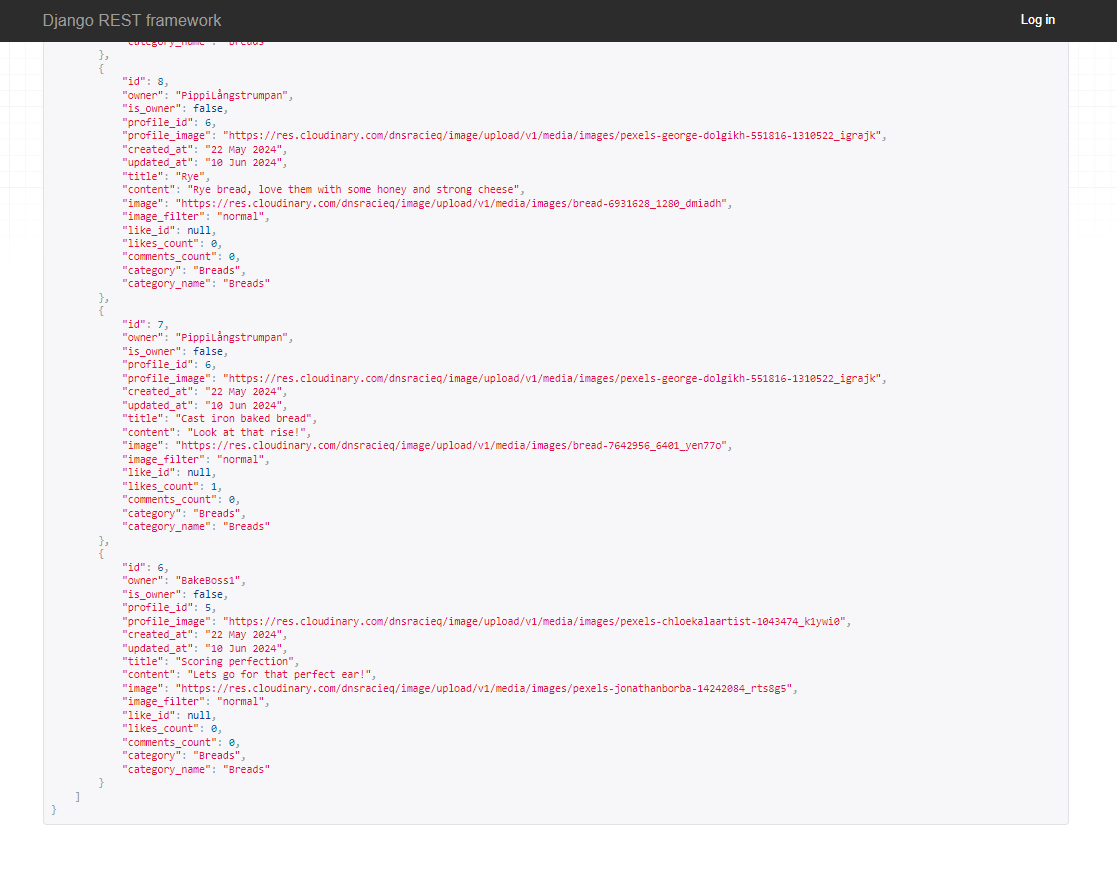 Django REST framework
Log in
"category_name": "Breads"
},
{
"id": 8,
"owner": "PippiLångstrumpan",
"is_owner": false,
"profile_id": 6,
"profile_image": "https://res.cloudinary.com/dnsracieq/image/upload/v1/media/images/pexels-george-dolgikh-551816-1310522_igrajk",
"created_at": "22 May 2024",
"updated_at": "10 Jun 2024",
"title": "Rye",
"content": "Rye bread, love them with some honey and strong cheese",
"image": "https://res.cloudinary.com/dnsracieq/image/upload/v1/media/images/bread-6931628_1280_dmiadh",
"image_filter": "normal",
"like_id": null,
"likes_count": 0,
"comments_count": 0,
"category": "Breads",
"category_name": "Breads"
},
{
"id": 7,
"owner": "PippiLångstrumpan",
"is_owner": false,
"profile_id": 6,
"profile_image": "https://res.cloudinary.com/dnsracieq/image/upload/v1/media/images/pexels-george-dolgikh-551816-1310522_igrajk",
"created_at": "22 May 2024",
"updated_at": "10 Jun 2024",
"title": "Cast iron baked bread",
"content": "Look at that rise!",
"image": "https://res.cloudinary.com/dnsracieq/image/upload/v1/media/images/bread-7642956_6401_yen77o",
"image_filter": "normal",
"like_id": null,
"likes_count": 1,
"comments_count": 0,
"category": "Breads",
"category_name": "Breads"
},
{
"id": 6,
"owner": "BakeBoss1",
"is_owner": false,
"profile_id": 5,
"profile_image": "https://res.cloudinary.com/dnsracieq/image/upload/v1/media/images/pexels-chloekalaartist-1043474_k1ywi0",
"created_at": "22 May 2024",
"updated_at": "10 Jun 2024",
"title": "Scoring perfection",
"content": "Lets go for that perfect ear!",
"image": "https://res.cloudinary.com/dnsracieq/image/upload/v1/media/images/pexels-jonathanborba-14242084_rts8g5",
"image_filter": "normal",
"like_id": null,
"likes_count": 0,
"comments_count": 0,
"category": "Breads",
"category_name": "Breads"
}
]
}